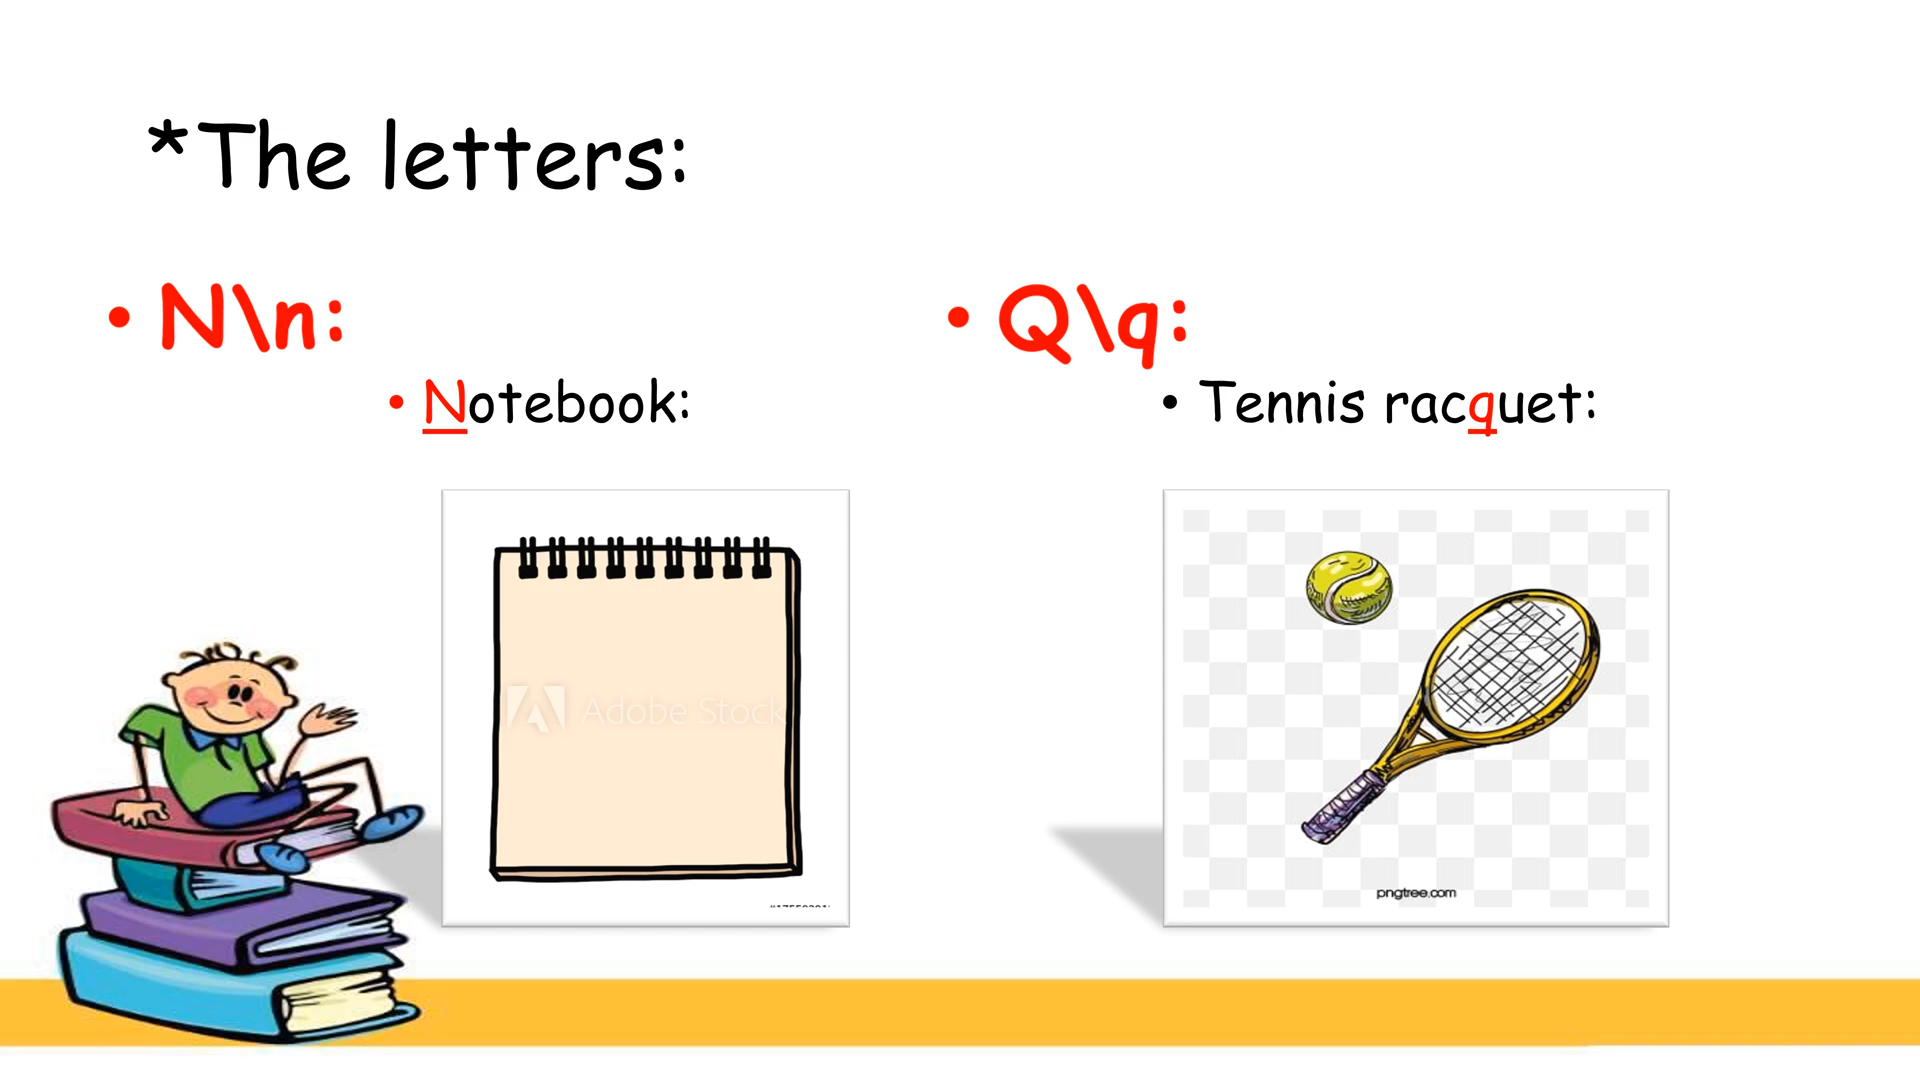 *The letters:
• N\n:
• Notebook:
Adobe Stock
• Q\q:
• Tennis racquet:
pngtree.com